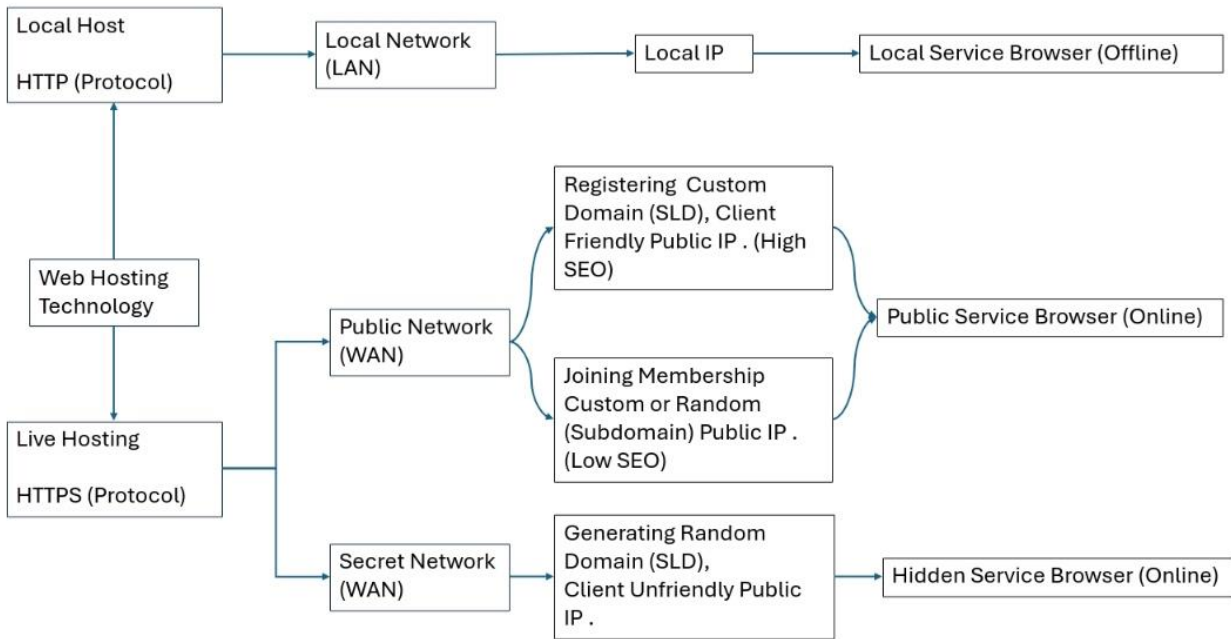 Local Host
HTTP (Protocol)
Local Network
(LAN)
Local IP
Local Service Browser (Offline)
Registering Custom
Domain (SLD), Client
Friendly Public IP . (High
SEO)
Web Hosting
Technology
Public Network
(WAN)
Public Service Browser (Online)
Joining Membership
Custom or Random
(Subdomain) Public IP .
(Low SEO)
Live Hosting
HTTPS (Protocol)
Secret Network
(WAN)
Generating Random
Domain (SLD),
Client Unfriendly Public
IP .
Hidden Service Browser (Online)